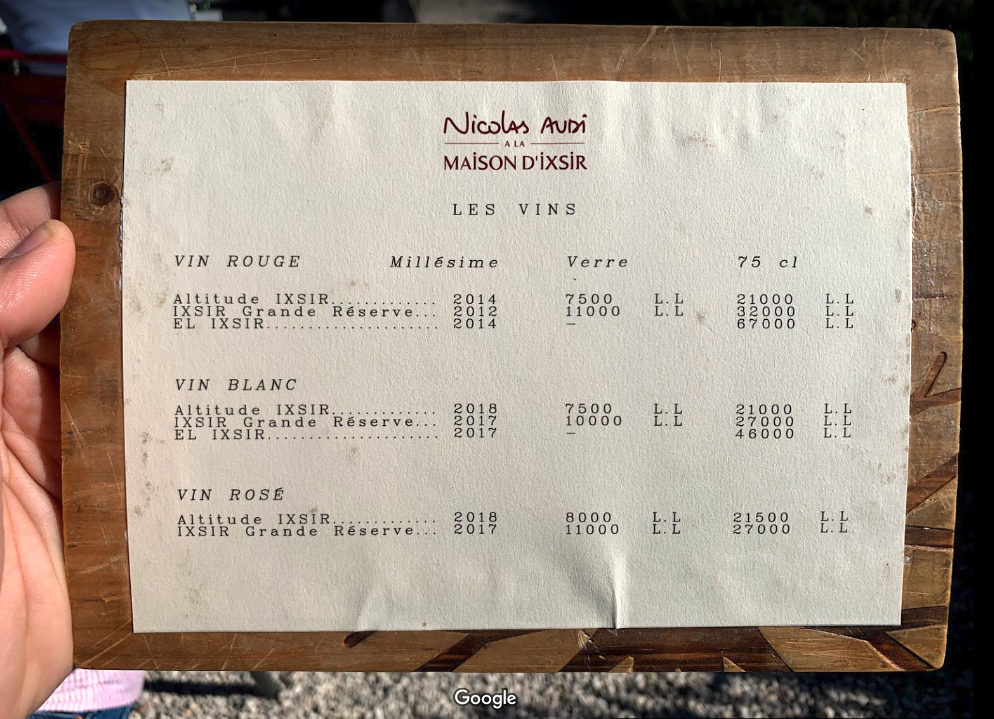 Nicolas Audi
A LA
MAISON D'IXSIR
LES VINS
VIN ROUGE Millésime Verre 75 cl
Altitude IXSIR............ 2014 7500 L.L 21000 L.L
IXSIR Grande Réserve... 2012 11000 L.L 32000 L.L
EL IXSIR.................... 2014 – 67000 L.L
VIN BLANC
Altitude IXSIR............ 2018 7500 L.L 21000 L.L
IXSIR Grande Réserve... 2017 10000 L.L 27000 L.L
EL IXSIR.................... 2017 – 46000 L.L
VIN ROSÉ
Altitude IXSIR............ 2018 8000 L.L 21500 L.L
IXSIR Grande Réserve... 2017 11000 L.L 27000 L.L
Google